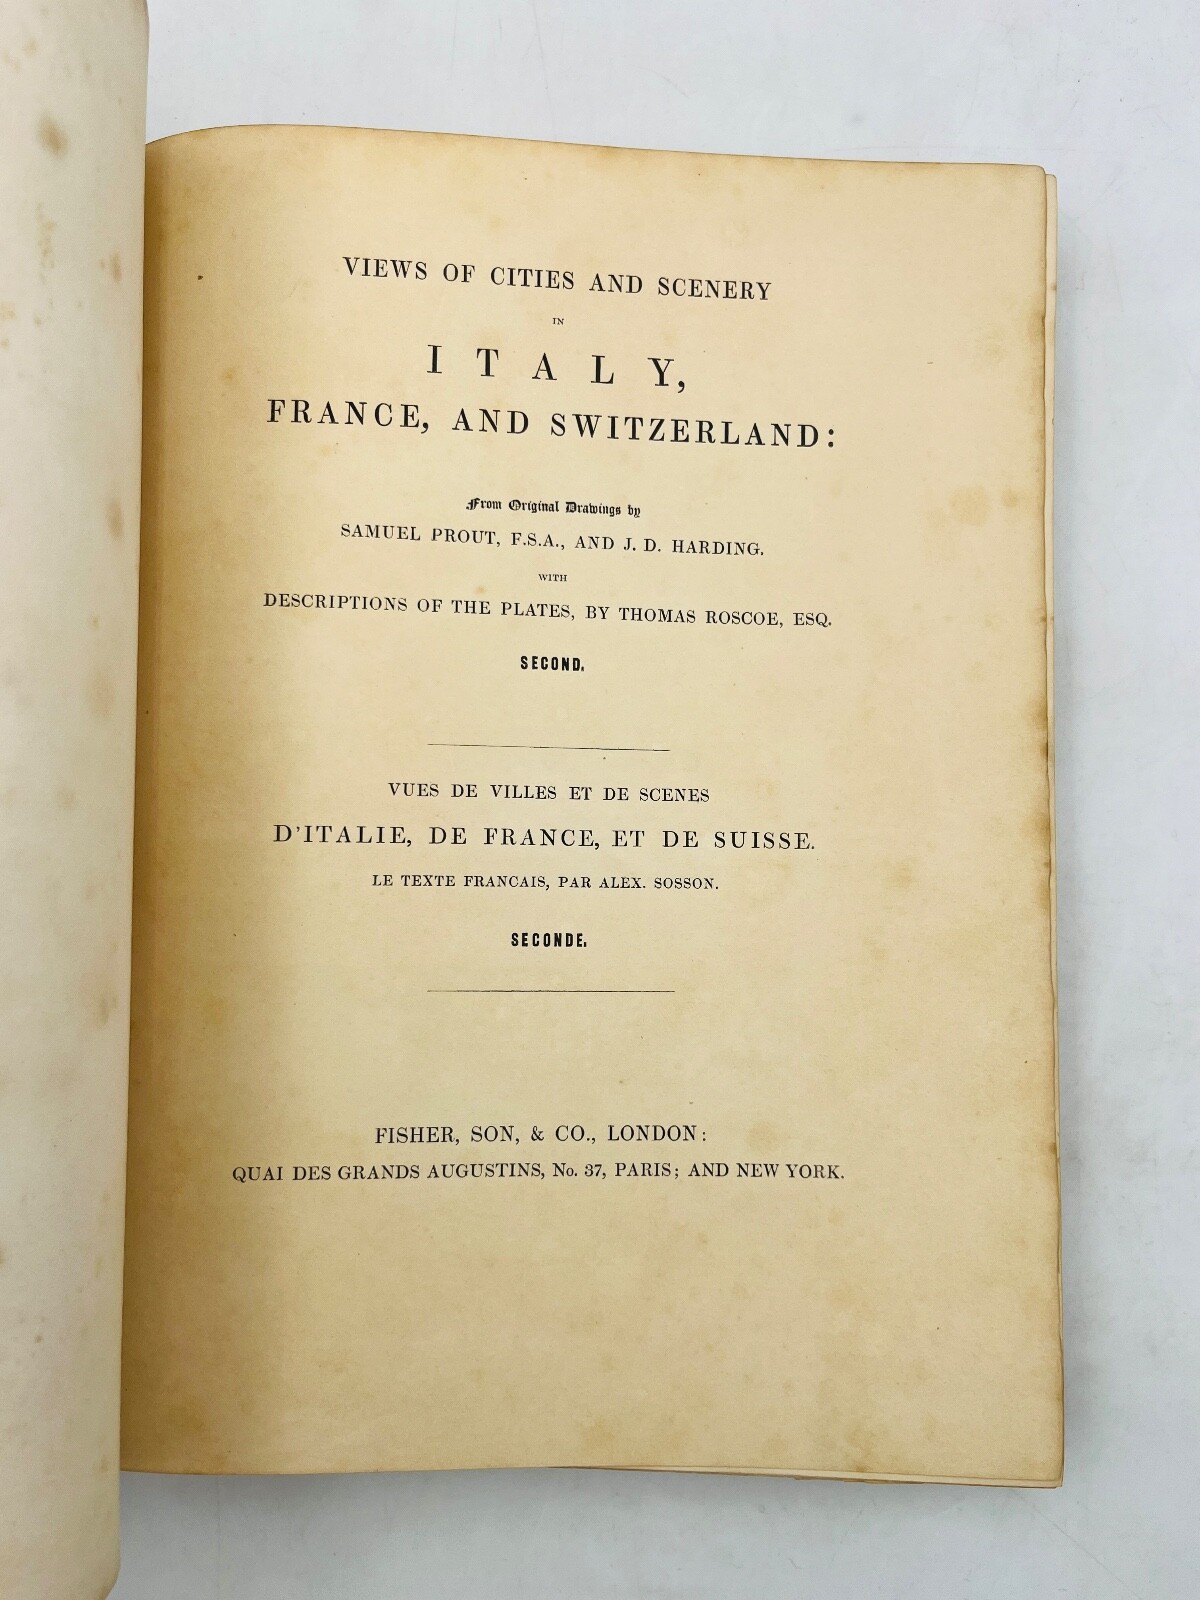 VIEWS OF CITIES AND SCENERY
IN
ITALY,
FRANCE, AND SWITZERLAND:
From Original Drawings by
SAMUEL PROUT, F.S.A., AND J. D. HARDING.
WITH
DESCRIPTIONS OF THE PLATES, BY THOMAS ROSCOE, ESQ.
SECOND.
VUES DE VILLES ET DE SCENES
D'ITALIE, DE FRANCE, ET DE SUISSE.
LE TEXTE FRANCAIS, PAR ALEX. SOSSON.
SECONDE.
FISHER, SON, & CO., LONDON:
QUAI DES GRANDS AUGUSTINS, No. 37, PARIS; AND NEW YORK.